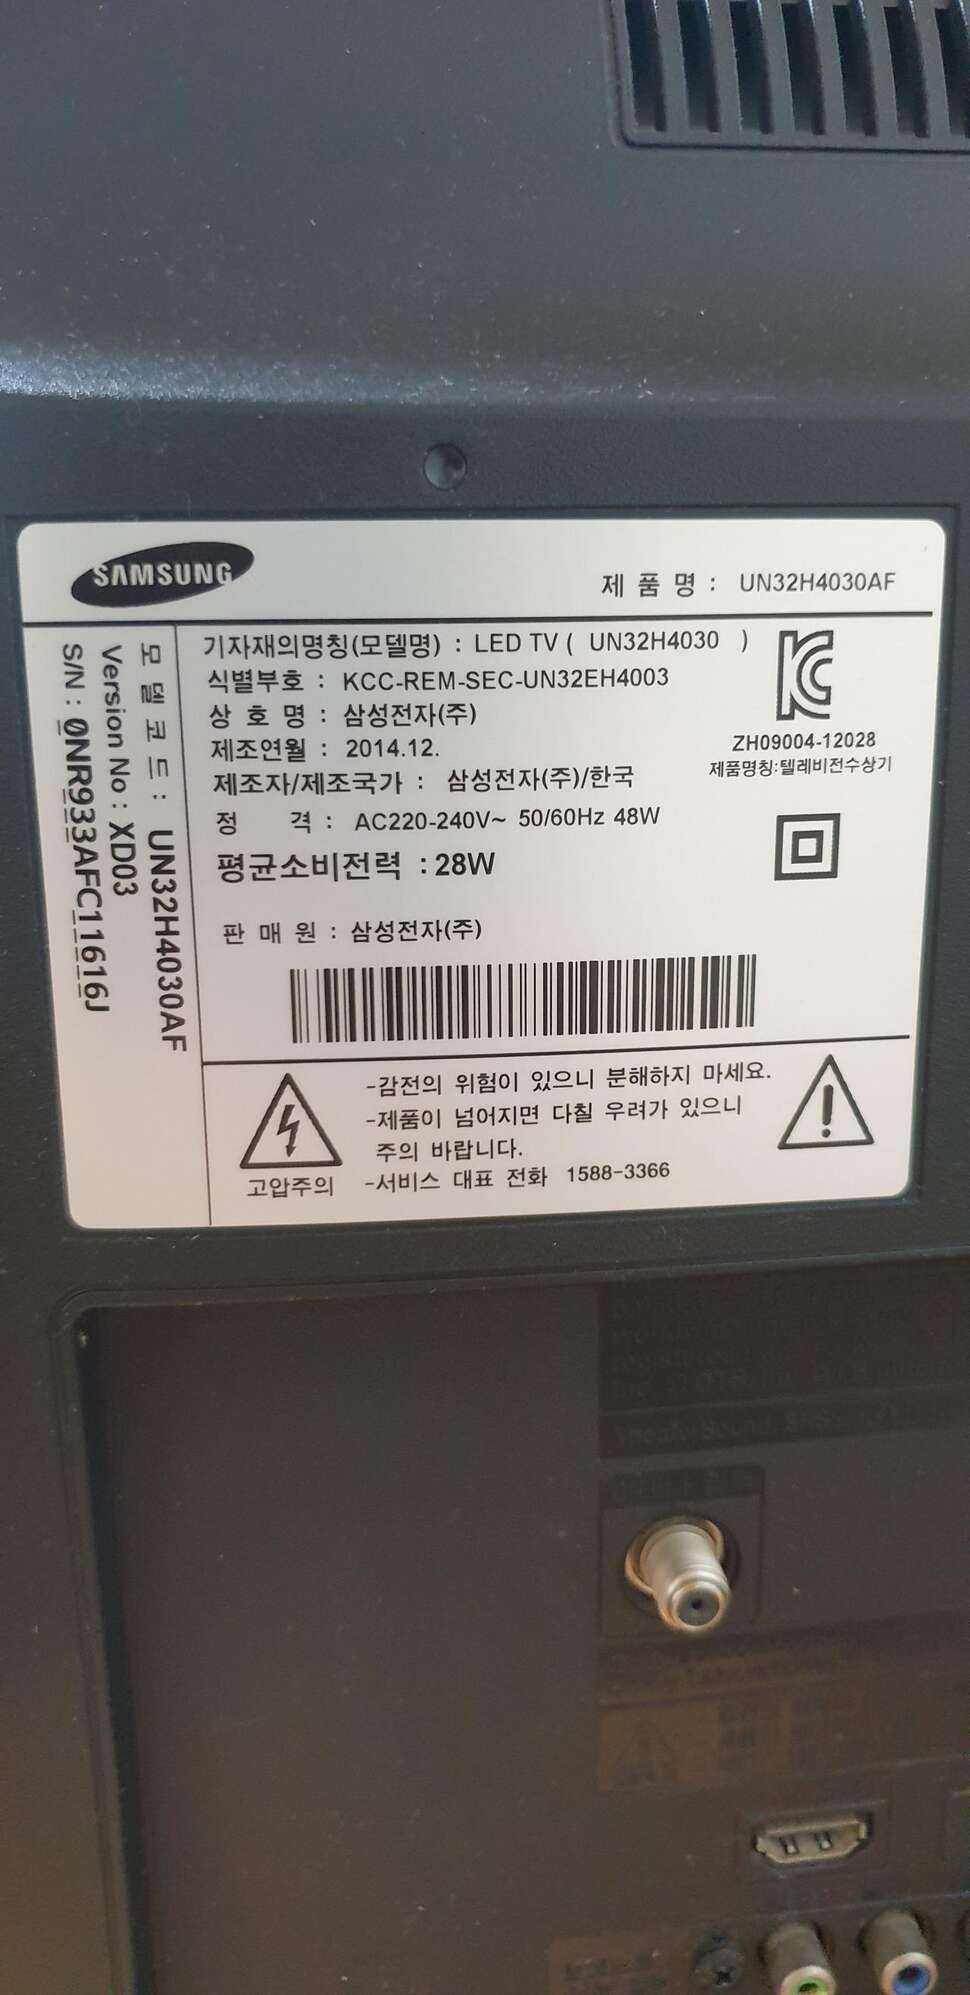 SAMSUNG
제 품 명 : UN32H4030AF
기자재의명칭(모델명) : LED TV ( UN32H4030 )
식별부호 : KCC-REM-SEC-UN32EH4003
상 호 명 : 삼성전자(주)
제조연월 : 2014.12.
제조자/제조국가 : 삼성전자(주)/한국
정 격 : AC220-240V~ 50/60Hz 48W
평균소비전력 : 28W
판 매 원 : 삼성전자(주)
ZH09004-12028
제품명칭:텔레비전수상기
모델코드 : UN32H4030AF
Version No : XD03
S/N : 0NR933AFC11616J
고압주의
-감전의 위험이 있으니 분해하지 마세요.
-제품이 넘어지면 다칠 우려가 있으니
주의 바랍니다.
-서비스 대표 전화 1588-3366